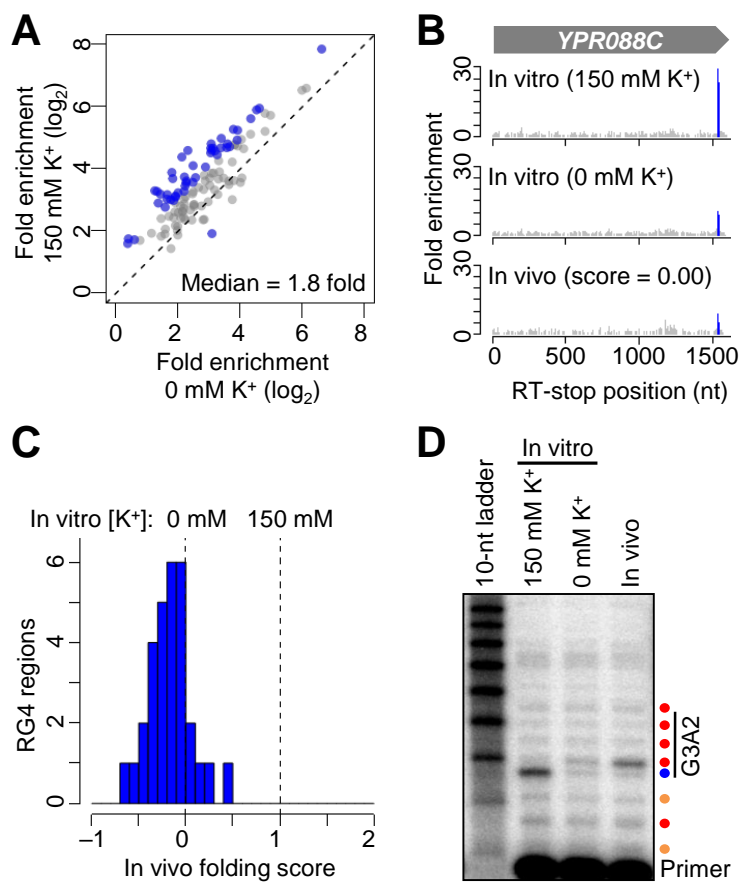 A
8
6
4
2
0
Fold enrichment
150 mM K⁺ (log₂)
Median = 1.8 fold
0 2 4 6 8
Fold enrichment
0 mM K⁺ (log₂)
B
YPR088C
In vitro (150 mM K⁺)
30
0
In vitro (0 mM K⁺)
30
0
In vivo (score = 0.00)
30
0
Fold enrichment
0 500 1000 1500
RT-stop position (nt)
C
In vitro [K⁺]: 0 mM 150 mM
6
4
2
0
RG4 regions
−1 0 1 2
In vivo folding score
D
In vitro
10-nt ladder
150 mM K⁺
0 mM K⁺
In vivo
G3A2
Primer